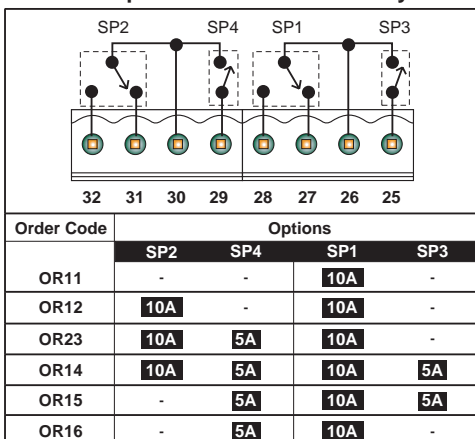 SP2 SP4 SP1 SP3
32 31 30 29 28 27 26 25
Order Code Options
SP2 SP4 SP1 SP3
OR11 - - 10A -
OR12 10A - 10A -
OR23 10A 5A 10A -
OR14 10A 5A 10A 5A
OR15 - 5A 10A 5A
OR16 - 5A 10A -